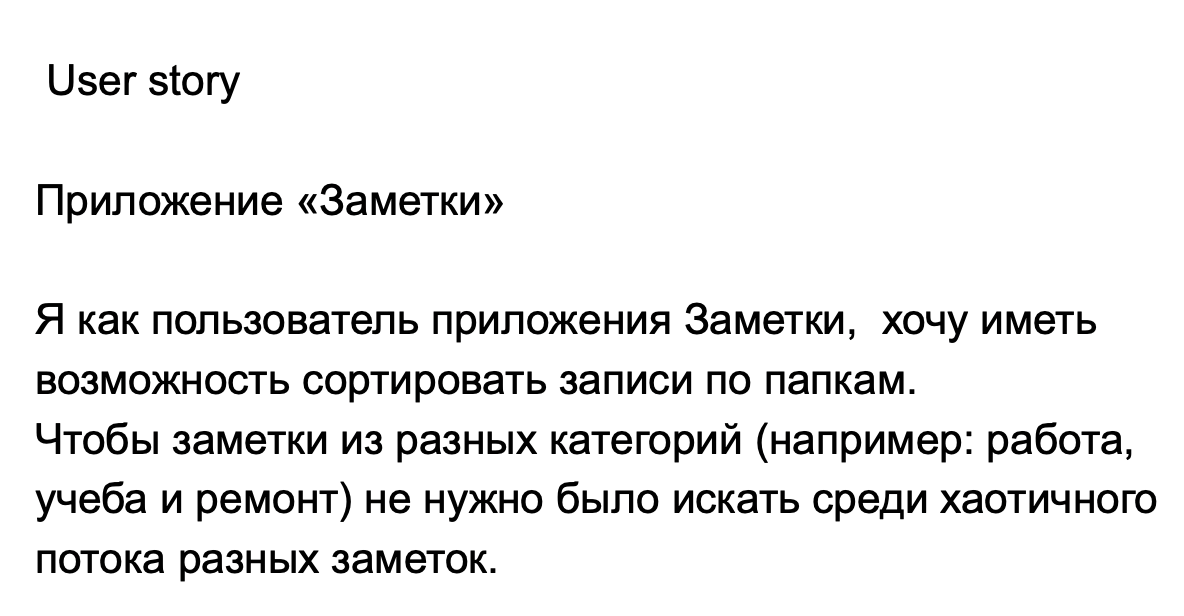 User story
Приложение «Заметки»
Я как пользователь приложения Заметки,  хочу иметь
возможность сортировать записи по папкам.
Чтобы заметки из разных категорий (например: работа,
учеба и ремонт) не нужно было искать среди хаотичного
потока разных заметок.